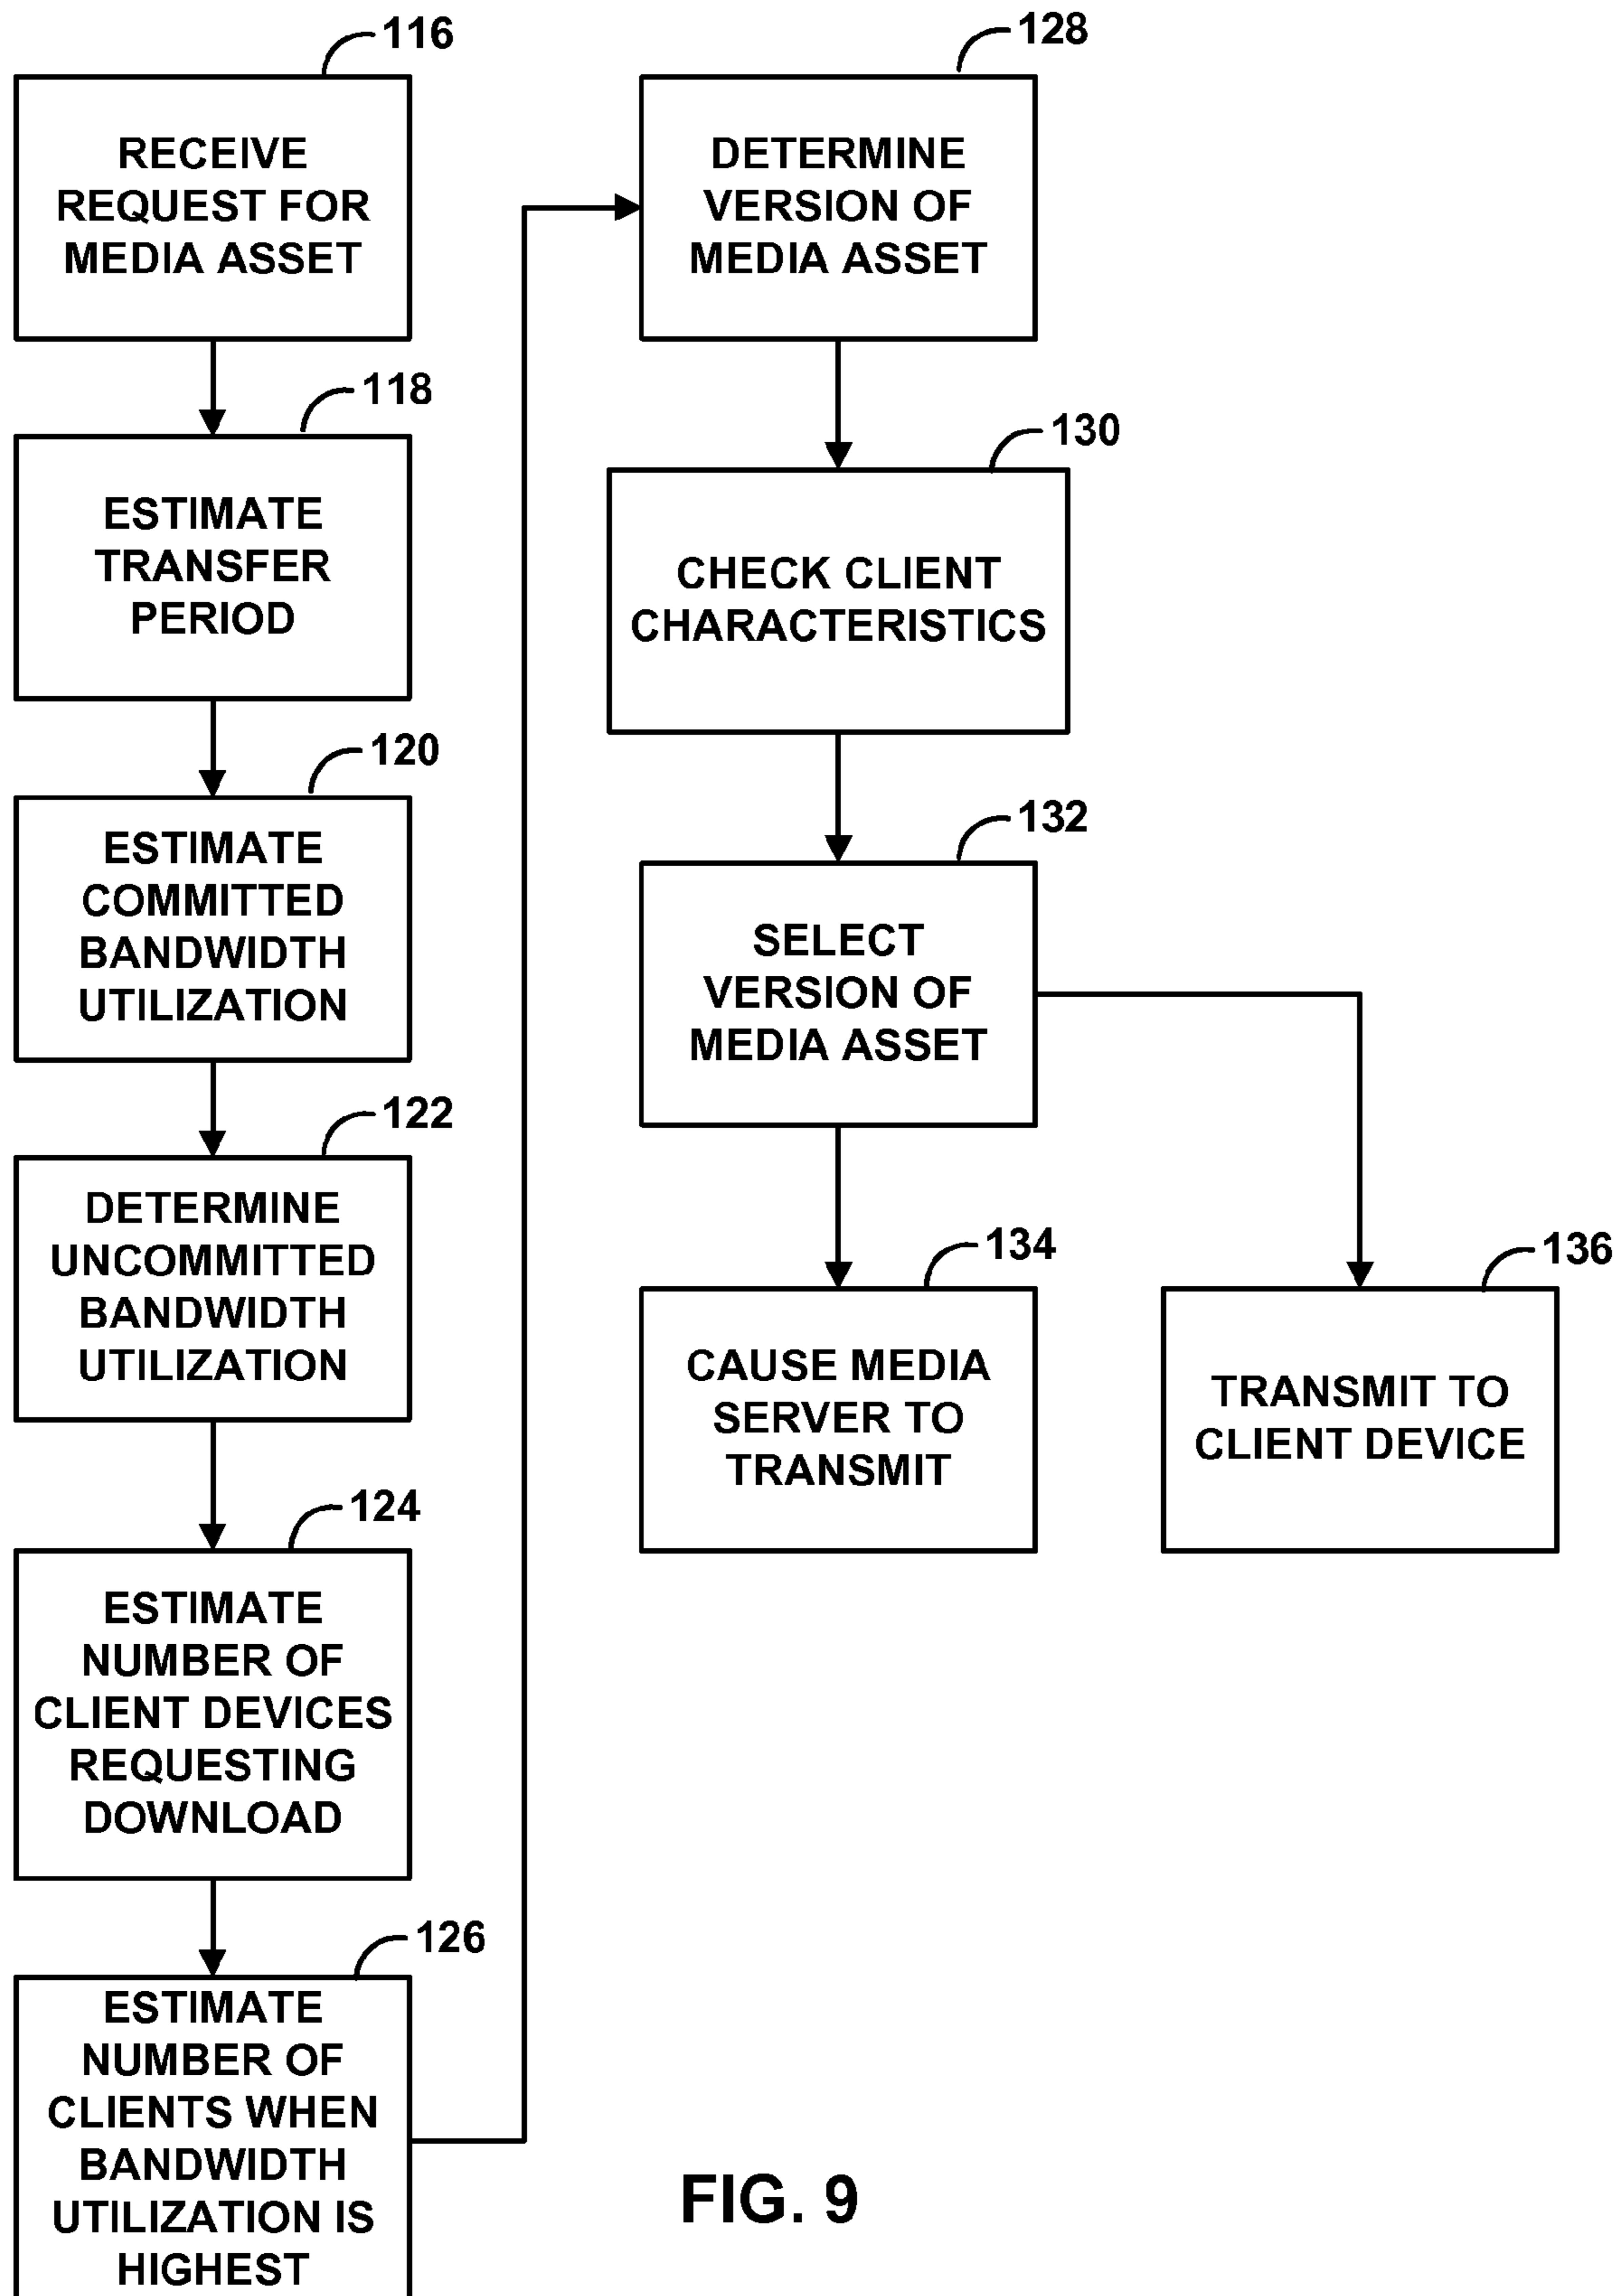 116
RECEIVE
REQUEST FOR
MEDIA ASSET
118
ESTIMATE
TRANSFER
PERIOD
120
ESTIMATE
COMMITTED
BANDWIDTH
UTILIZATION
122
DETERMINE
UNCOMMITTED
BANDWIDTH
UTILIZATION
124
ESTIMATE
NUMBER OF
CLIENT DEVICES
REQUESTING
DOWNLOAD
126
ESTIMATE
NUMBER OF
CLIENTS WHEN
BANDWIDTH
UTILIZATION IS
HIGHEST
128
DETERMINE
VERSION OF
MEDIA ASSET
130
CHECK CLIENT
CHARACTERISTICS
132
SELECT
VERSION OF
MEDIA ASSET
134
CAUSE MEDIA
SERVER TO
TRANSMIT
136
TRANSMIT TO
CLIENT DEVICE
FIG. 9